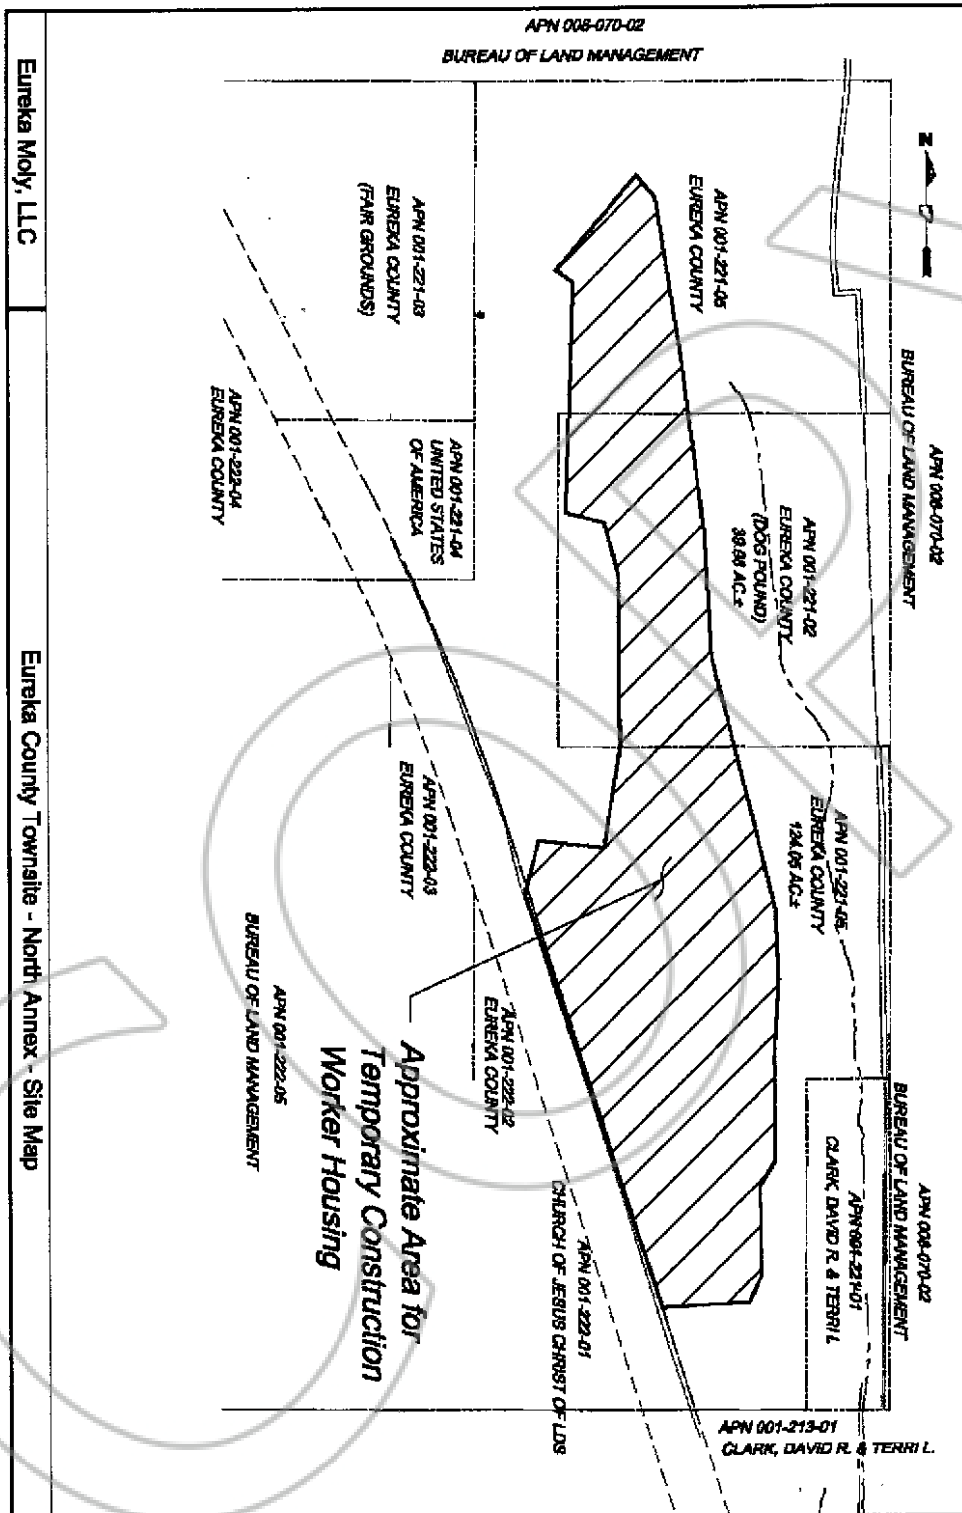 APN 008-070-02
BUREAU OF LAND MANAGEMENT
N
APN 008-070-02
BUREAU OF LAND MANAGEMENT
APN 008-070-02
BUREAU OF LAND MANAGEMENT
APN 001-221-05
EUREKA COUNTY
APN 001-221-02
EUREKA COUNTY
(DOG POUND)
39.98 AC.±
APN 001-221-05
EUREKA COUNTY
124.05 AC.±
APN 001-221-01
CLARK, DAVID R. & TERRI L.
APN 001-213-01
CLARK, DAVID R. & TERRI L.
APN 001-221-03
EUREKA COUNTY
(FAIR GROUNDS)
APN 001-221-04
UNITED STATES
OF AMERICA
APN 001-222-04
EUREKA COUNTY
APN 001-222-03
EUREKA COUNTY
APN 001-222-02
EUREKA COUNTY
APN 001-222-01
CHURCH OF JESUS CHRIST OF LDS
Approximate Area for
Temporary Construction
Worker Housing
APN 001-222-05
BUREAU OF LAND MANAGEMENT
Eureka Moly, LLC
Eureka County Townsite - North Annex - Site Map
COPY